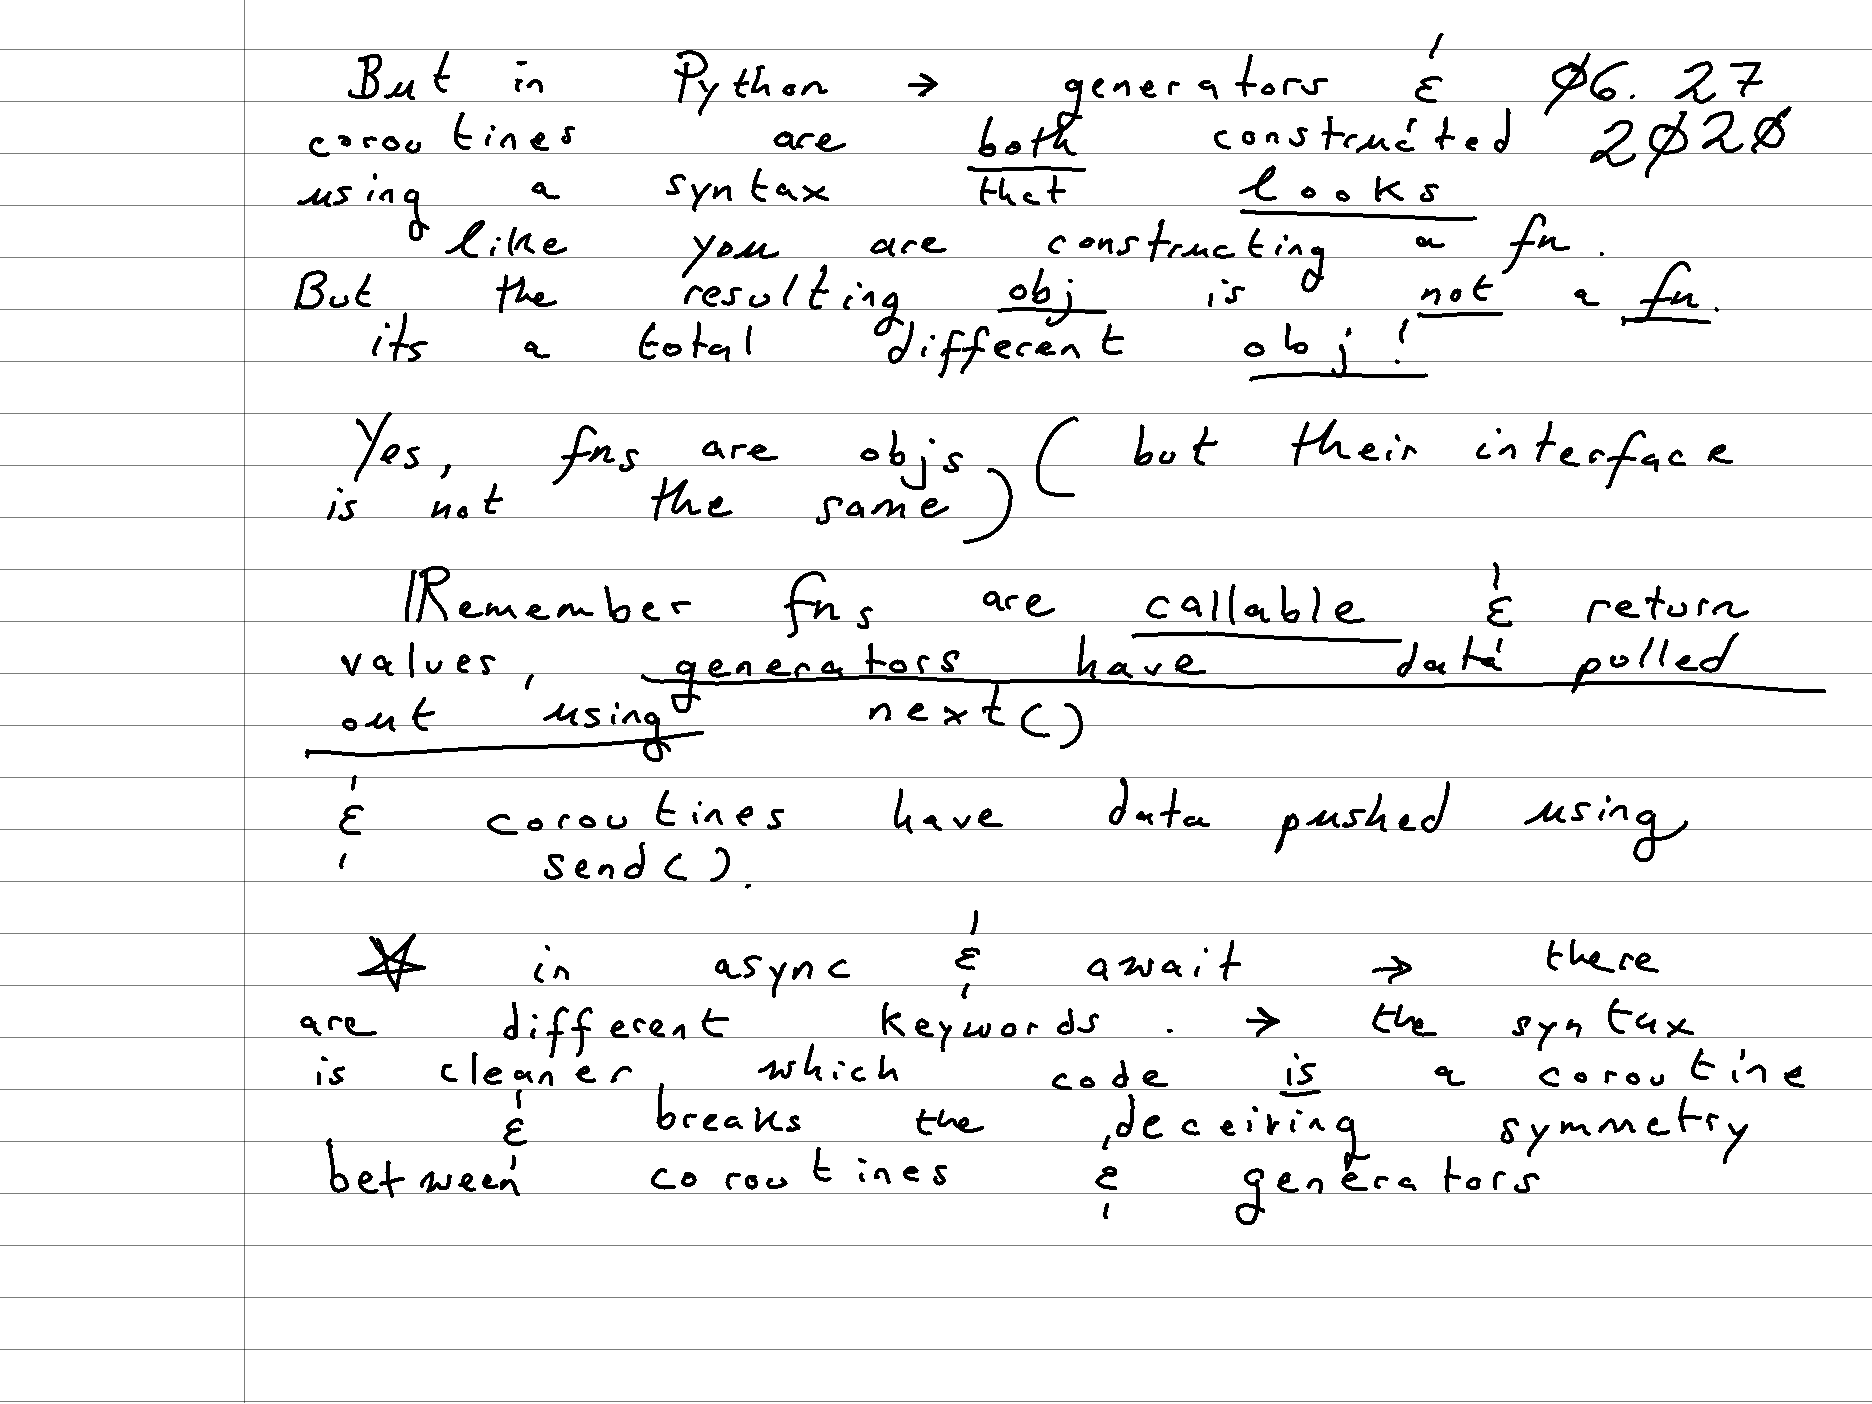 But in Python → generators & 06.27
coroutines are both constructed 2020
using a syntax that looks
like you are constructing a fn.
But the resulting obj is not a fn.
its a total different obj!
Yes, fns are objs (but their interface
is not the same)
Remember fns are callable & return
values, generators have data pulled
out using next()
& coroutines have data pushed using
send().
☆ in async & await → there
are different keywords. → the syntax
is cleaner, which code is a coroutine
& breaks the deceiving symmetry
between coroutines & generators